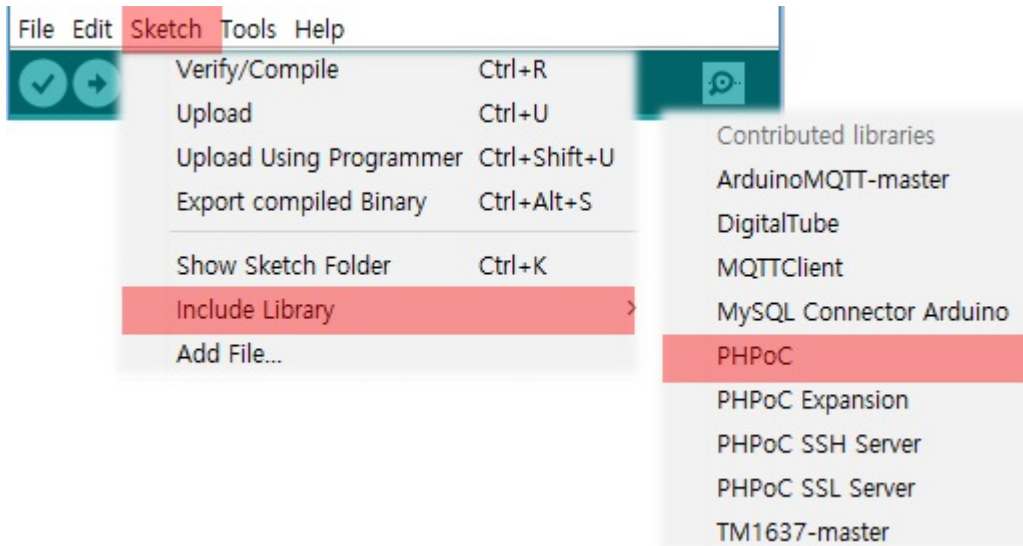 File Edit Sketch Tools Help
Verify/Compile Ctrl+R
Upload Ctrl+U
Upload Using Programmer Ctrl+Shift+U
Export compiled Binary Ctrl+Alt+S
Show Sketch Folder Ctrl+K
Include Library
Add File...
Contributed libraries
ArduinoMQTT-master
DigitalTube
MQTTClient
MySQL Connector Arduino
PHPoC
PHPoC Expansion
PHPoC SSH Server
PHPoC SSL Server
TM1637-master